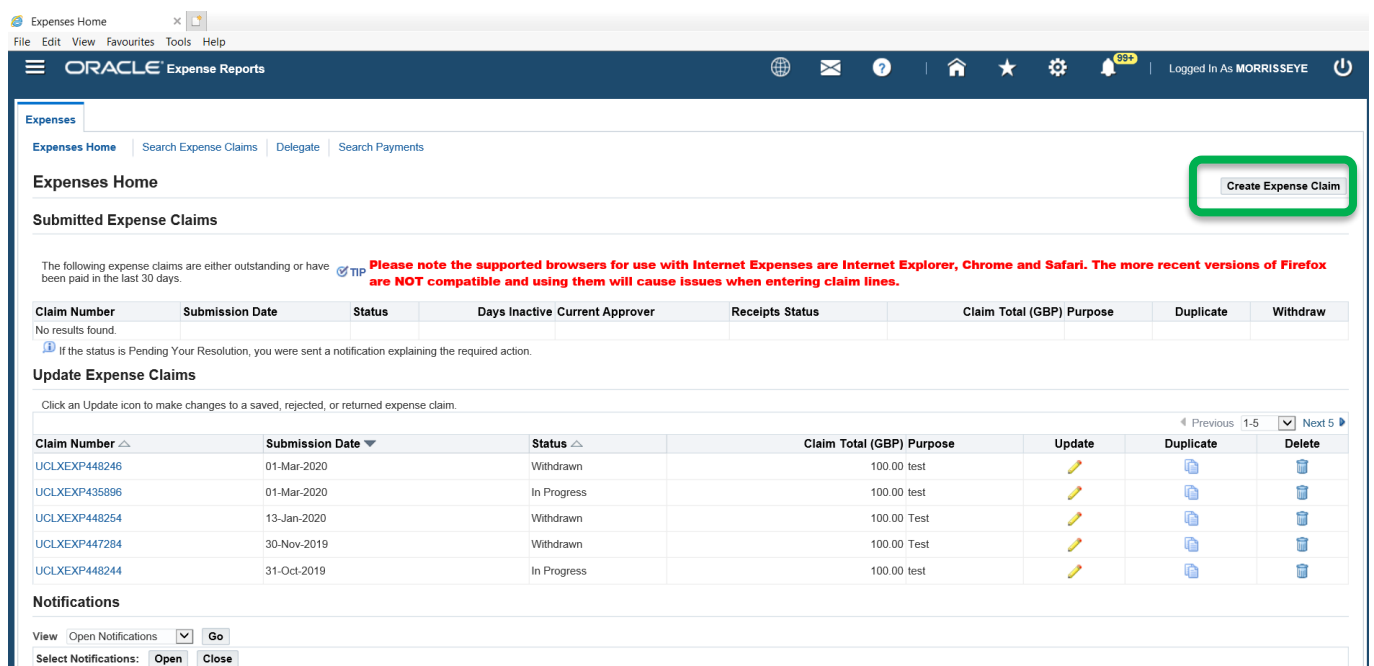 Expenses Home
File Edit View Favourites Tools Help
ORACLE Expense Reports 99+ Logged In As MORRISSEYE
Expenses
Expenses Home Search Expense Claims Delegate Search Payments
Expenses Home
Create Expense Claim
Submitted Expense Claims
The following expense claims are either outstanding or have
been paid in the last 30 days.
TIP Please note the supported browsers for use with Internet Expenses are Internet Explorer, Chrome and Safari. The more recent versions of Firefox
are NOT compatible and using them will cause issues when entering claim lines.
Claim Number Submission Date Status Days Inactive Current Approver Receipts Status Claim Total (GBP) Purpose Duplicate Withdraw
No results found.
If the status is Pending Your Resolution, you were sent a notification explaining the required action.
Update Expense Claims
Click an Update icon to make changes to a saved, rejected, or returned expense claim.
Previous 1-5 Next 5
Claim Number Submission Date Status Claim Total (GBP) Purpose Update Duplicate Delete
UCLXEXP448246 01-Mar-2020 Withdrawn 100.00 test
UCLXEXP435896 01-Mar-2020 In Progress 100.00 test
UCLXEXP448254 13-Jan-2020 Withdrawn 100.00 Test
UCLXEXP447284 30-Nov-2019 Withdrawn 100.00 Test
UCLXEXP448244 31-Oct-2019 In Progress 100.00 test
Notifications
View Open Notifications Go
Select Notifications: Open Close